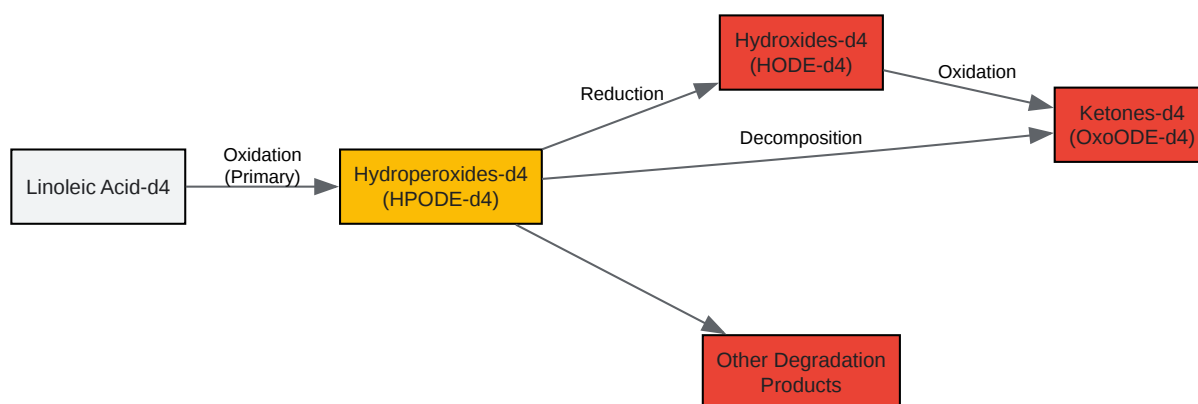 Linoleic Acid-d4
Oxidation
(Primary)
Hydroperoxides-d4
(HPODE-d4)
Reduction
Hydroxides-d4
(HODE-d4)
Oxidation
Decomposition
Ketones-d4
(OxoODE-d4)
Other Degradation
Products